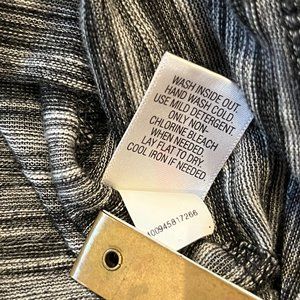 WASH INSIDE OUT
HAND WASH COLD
USE MILD DETERGENT
ONLY NON-
CHLORINE BLEACH
WHEN NEEDED
LAY FLAT TO DRY
COOL IRON IF NEEDED
400945817266